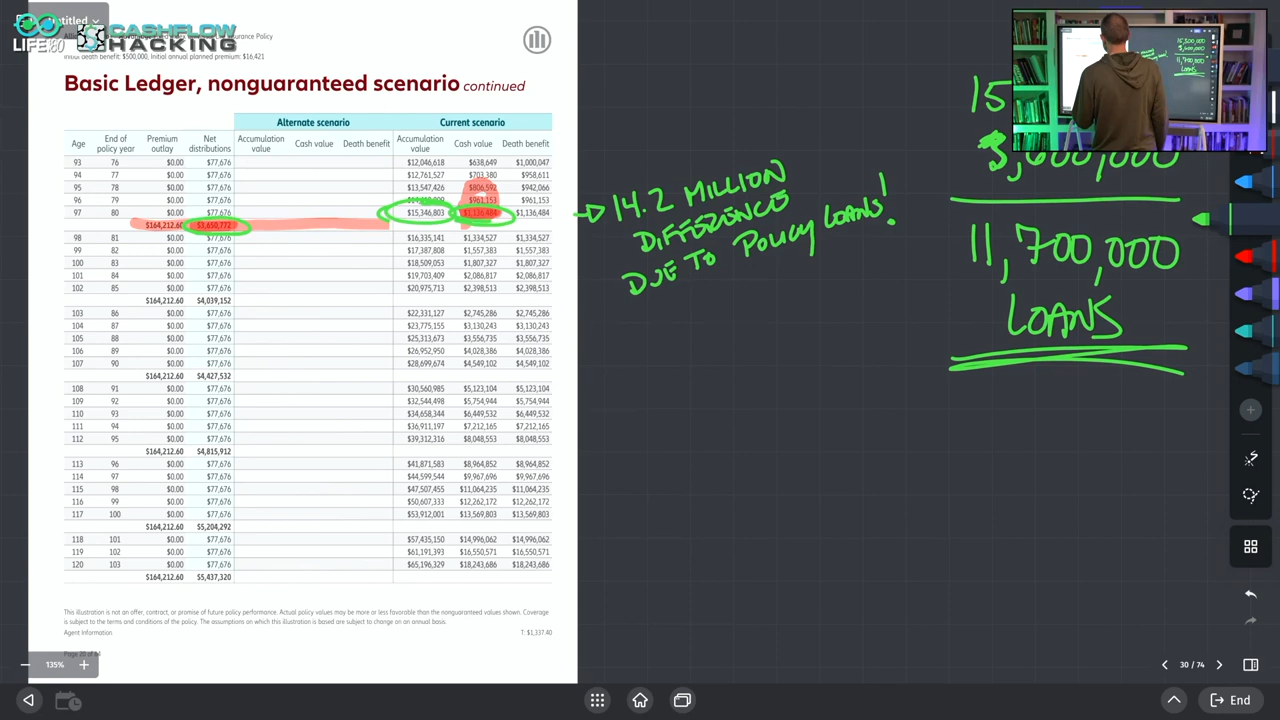 LIFE180
CASHFLOW
HACKING
Insurance Policy
Initial death benefit: $500,000, Initial annual planned premium: $16,421
Basic Ledger, nonguaranteed scenario continued
Alternate scenario Current scenario
Age End of policy year Premium outlay Net distributions Accumulation value Cash value Death benefit Accumulation value Cash value Death benefit
93 76 $0.00 $77,676 $12,046,618 $638,649 $1,000,047
94 77 $0.00 $77,676 $12,761,527 $703,380 $958,611
95 78 $0.00 $77,676 $13,547,426 $806,592 $942,066
96 79 $0.00 $77,676 $961,153 $961,153
97 80 $0.00 $77,676 $15,346,803 $1,136,484 $1,136,484
$164,212.60 $3,650,772
98 81 $0.00 $77,676 $16,335,141 $1,334,527 $1,334,527
99 82 $0.00 $77,676 $17,387,808 $1,557,383 $1,557,383
100 83 $0.00 $77,676 $18,509,053 $1,807,327 $1,807,327
101 84 $0.00 $77,676 $19,703,409 $2,086,817 $2,086,817
102 85 $0.00 $77,676 $20,975,713 $2,398,513 $2,398,513
$164,212.60 $4,039,152
103 86 $0.00 $77,676 $22,331,127 $2,745,286 $2,745,286
104 87 $0.00 $77,676 $23,775,155 $3,130,243 $3,130,243
105 88 $0.00 $77,676 $25,313,673 $3,556,735 $3,556,735
106 89 $0.00 $77,676 $26,952,950 $4,028,386 $4,028,386
107 90 $0.00 $77,676 $28,699,674 $4,549,102 $4,549,102
$164,212.60 $4,427,532
108 91 $0.00 $77,676 $30,560,985 $5,123,104 $5,123,104
109 92 $0.00 $77,676 $32,544,498 $5,754,944 $5,754,944
110 93 $0.00 $77,676 $34,658,344 $6,449,532 $6,449,532
111 94 $0.00 $77,676 $36,911,197 $7,212,165 $7,212,165
112 95 $0.00 $77,676 $39,312,316 $8,048,553 $8,048,553
$164,212.60 $4,815,912
113 96 $0.00 $77,676 $41,871,583 $8,964,852 $8,964,852
114 97 $0.00 $77,676 $44,599,544 $9,967,696 $9,967,696
115 98 $0.00 $77,676 $47,507,455 $11,064,235 $11,064,235
116 99 $0.00 $77,676 $50,607,333 $12,262,172 $12,262,172
117 100 $0.00 $77,676 $53,912,001 $13,569,803 $13,569,803
$164,212.60 $5,204,292
118 101 $0.00 $77,676 $57,435,150 $14,996,062 $14,996,062
119 102 $0.00 $77,676 $61,191,393 $16,550,571 $16,550,571
120 103 $0.00 $77,676 $65,196,329 $18,243,686 $18,243,686
$164,212.60 $5,437,320
This illustration is not an offer, contract, or promise of future policy performance. Actual policy values may be more or less favorable than the nonguaranteed values shown. Coverage
is subject to the terms and conditions of the policy. The assumptions on which this illustration is based are subject to change on an annual basis.
Agent Information T: $1,337.40
135%
14.2 MILLION
DIFFERENCE
DUE TO POLICY LOANS!
15
3,600,000
11,700,000
LOANS
30 / 74
End